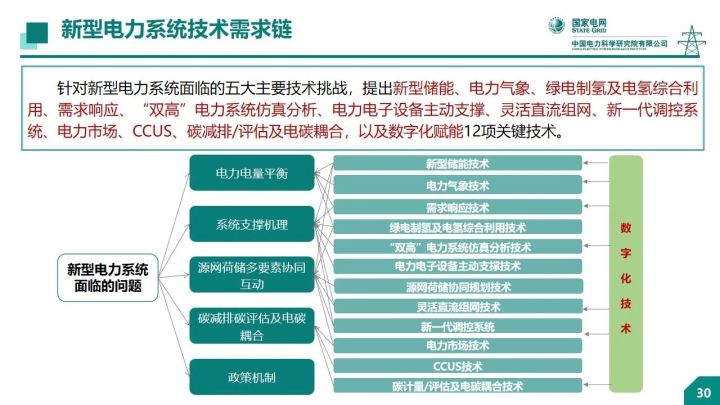 新型电力系统技术需求链
国家电网
STATE GRID
中国电力科学研究院有限公司
针对新型电力系统面临的五大主要技术挑战，提出新型储能、电力气象、绿电制氢及电氢综合利
用、需求响应、“双高”电力系统仿真分析、电力电子设备主动支撑、灵活直流组网、新一代调控系
统、电力市场、CCUS、碳减排/评估及电碳耦合，以及数字化赋能12项关键技术。
新型电力系统
面临的问题
电力电量平衡
系统支撑机理
源网荷储多要素协同
互动
碳减排碳评估及电碳
耦合
政策机制
新型储能技术
电力气象技术
需求响应技术
绿电制氢及电氢综合利用技术
“双高”电力系统仿真分析技术
电力电子设备主动支撑技术
源网荷储协同规划技术
灵活直流组网技术
新一代调控系统
电力市场技术
CCUS技术
碳计量/评估及电碳耦合技术
数
字
化
技
术
30